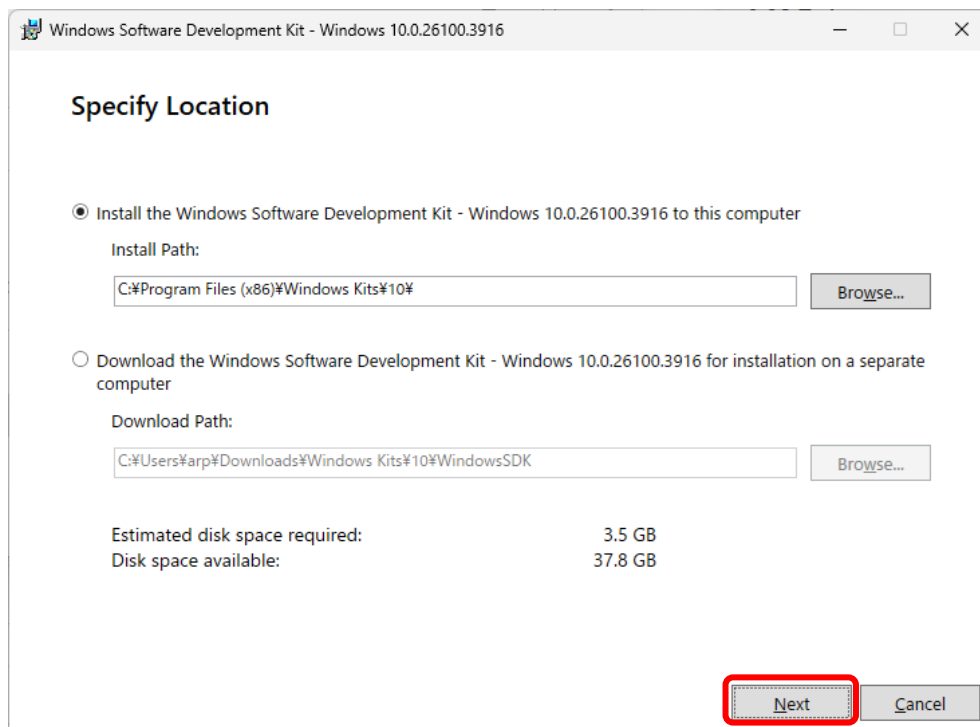 Windows Software Development Kit - Windows 10.0.26100.3916
Specify Location
Install the Windows Software Development Kit - Windows 10.0.26100.3916 to this computer
Install Path:
C:¥Program Files (x86)¥Windows Kits¥10¥
Browse...
Download the Windows Software Development Kit - Windows 10.0.26100.3916 for installation on a separate
computer
Download Path:
C:¥Users¥arp¥Downloads¥Windows Kits¥10¥WindowsSDK
Browse...
Estimated disk space required: 3.5 GB
Disk space available: 37.8 GB
Next Cancel